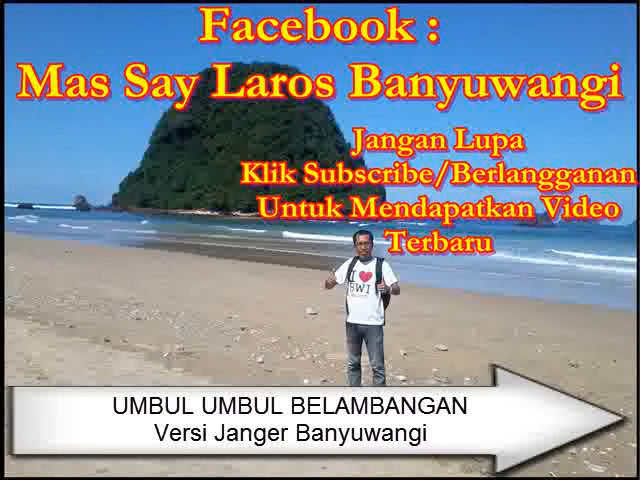 Facebook :
Mas Say Laros Banyuwangi
Jangan Lupa
Klik Subscribe/Berlangganan
Untuk Mendapatkan Video
Terbaru
I
BWI
UMBUL UMBUL BELAMBANGAN
Versi Janger Banyuwangi